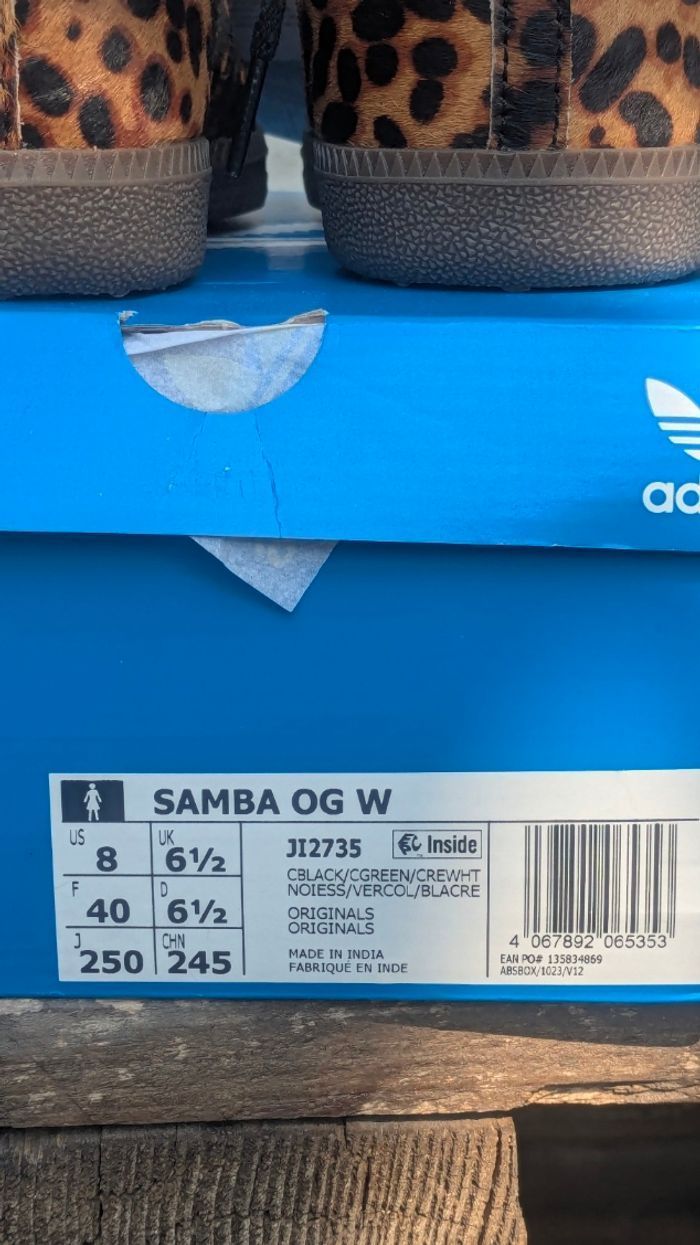 ad
SAMBA OG W
US 8 UK 6½
F 40 D 6½
J 250 CHN 245
JI2735 Inside
CBLACK/CGREEN/CREWHT
NOIESS/VERCOL/BLACRE
ORIGINALS
ORIGINALS
MADE IN INDIA
FABRIQUÉ EN INDE
4 067892 065353
EAN PO# 135834869
ABSBOX/1023/V12